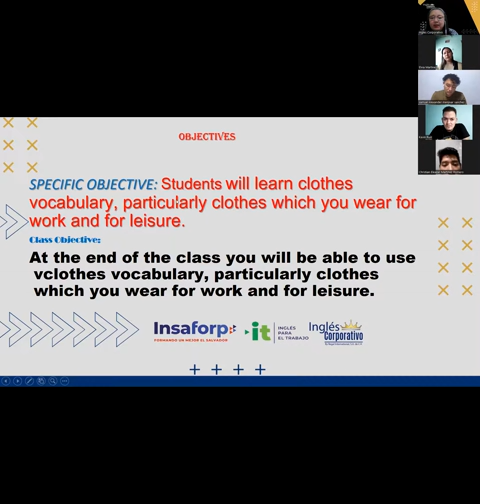 OBJECTIVES
SPECIFIC OBJECTIVE: Students will learn clothes
vocabulary, particularly clothes which you wear for
work and for leisure.
Class Objective;
At the end of the class you will be able to use
vclothes vocabulary, particularly clothes
which you wear for work and for leisure.
Insaforp
FORMANDO UN MEJOR EL SALVADOR
it
INGLÉS
PARA
EL TRABAJO
Inglés
Corporativo